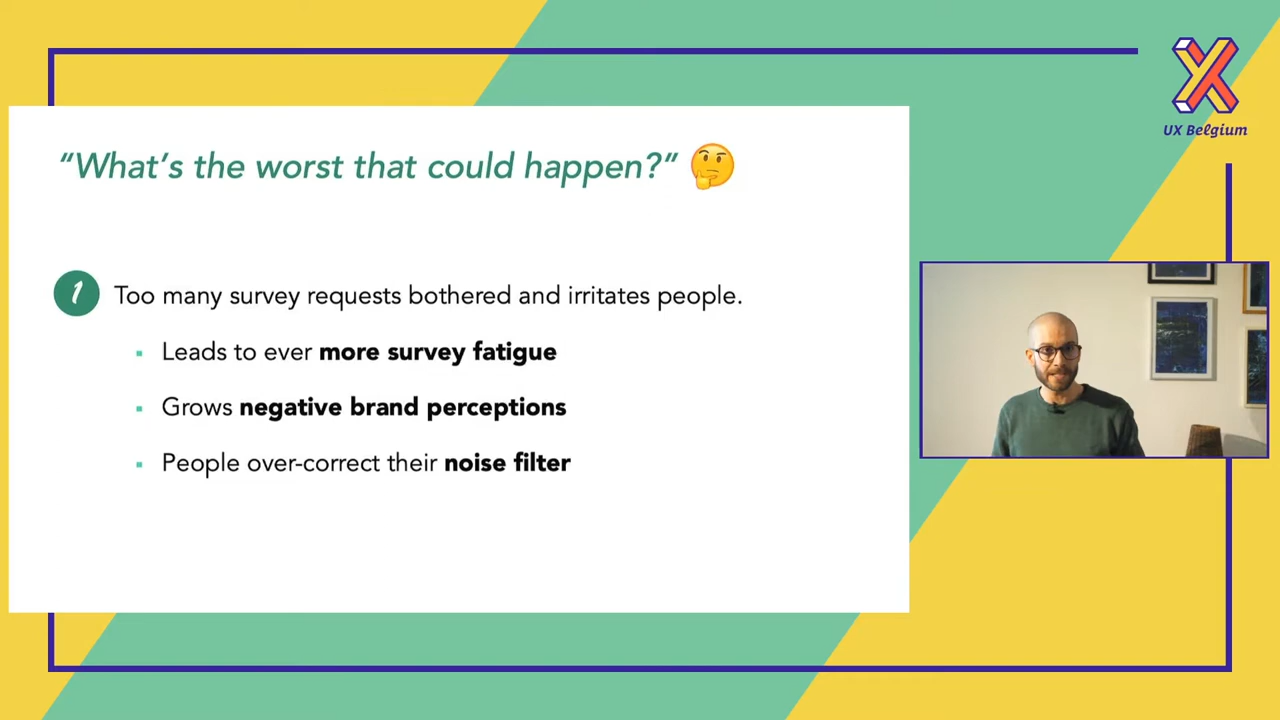 UX Belgium
“What’s the worst that could happen?” 🤔
1 Too many survey requests bothered and irritates people.
▪ Leads to ever more survey fatigue
▪ Grows negative brand perceptions
▪ People over-correct their noise filter